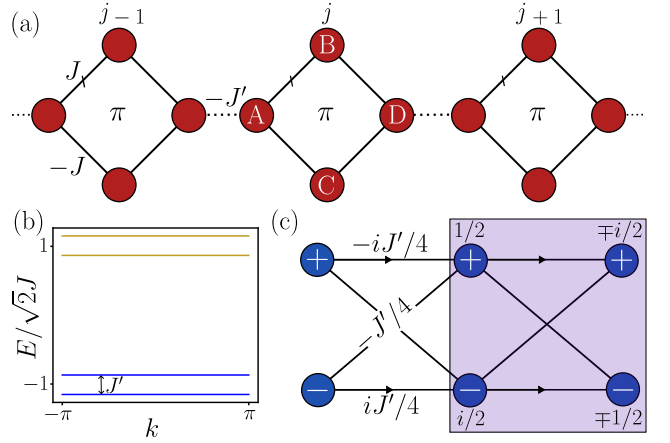 (a)
j−1
j
j+1
J
π
−J
−J′
A
B
π
C
D
π
(b)
E/√2J
1
−1
J′
−π
π
k
(c)
−iJ′/4
1/2
∓i/2
+
+
+
−J′/4
−
−
−
iJ′/4
i/2
∓1/2